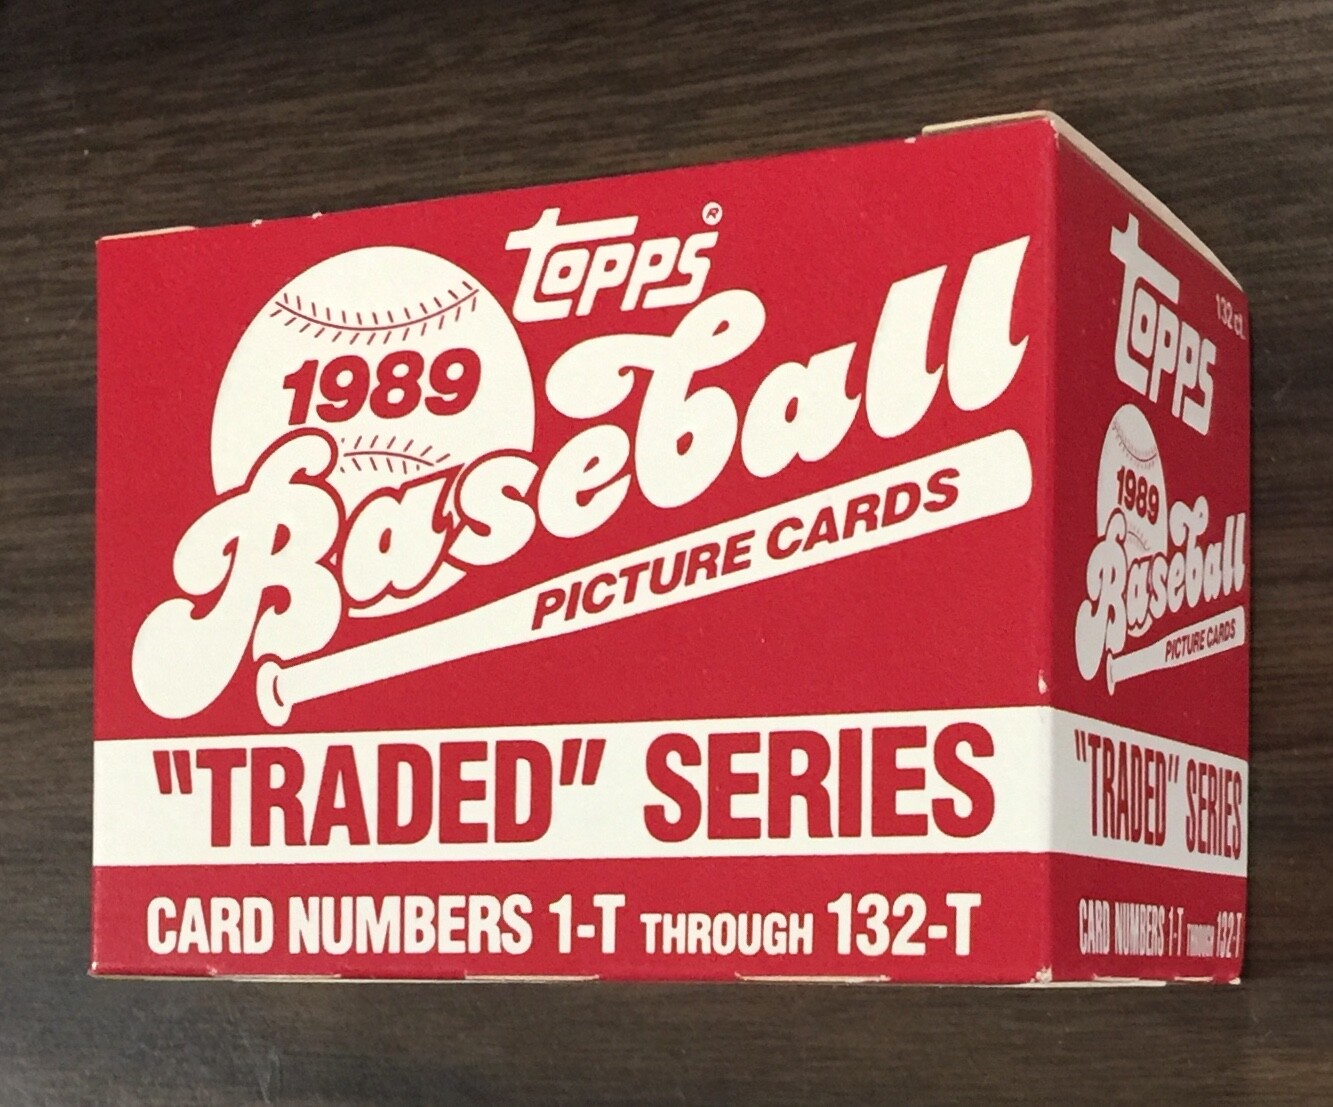 Topps®
1989
Baseball
PICTURE CARDS
"TRADED" SERIES
CARD NUMBERS 1-T THROUGH 132-T
132 ct.
Topps
1989
Baseball
PICTURE CARDS
"TRADED" SERIES
CARD NUMBERS 1-T THROUGH 132-T